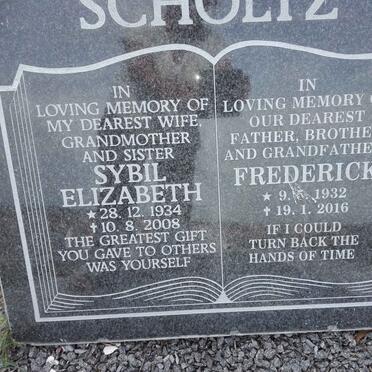 SCHOLTZ
IN
LOVING MEMORY OF
MY DEAREST WIFE,
GRANDMOTHER
AND SISTER
SYBIL
ELIZABETH
★ 28. 12. 1934
✝ 10. 8. 2008
THE GREATEST GIFT
YOU GAVE TO OTHERS
WAS YOURSELF
IN
LOVING MEMORY
OUR DEAREST
FATHER, BROTHE
AND GRANDFATHE
FREDERICK
★ 9. 1932
✝ 19. 1. 2016
IF I COULD
TURN BACK THE
HANDS OF TIME